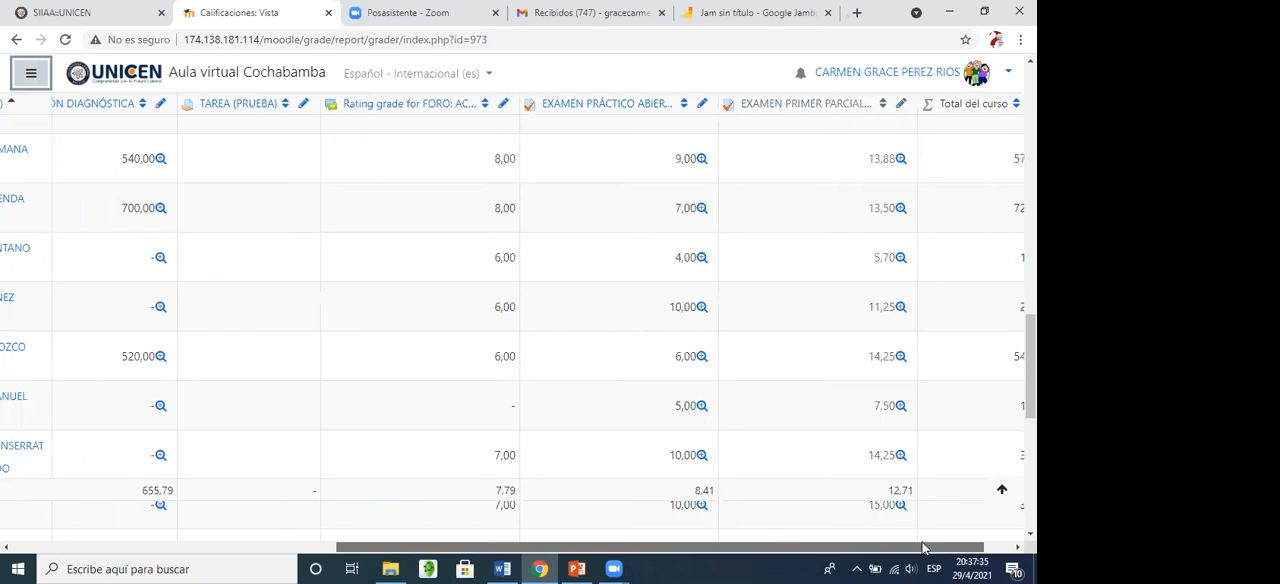 SIIAA::UNICEN
Calificaciones: Vista
Posasistente - Zoom
Recibidos (747) - gracecarme
Jam sin título - Google Jamb
No es seguro
174.138.181.114/moodle/grade/report/grader/index.php?id=973
UNICEN
Aula virtual Cochabamba
Español - Internacional (es)
CARMEN GRACE PEREZ RIOS
ÓN DIAGNÓSTICA
TAREA (PRUEBA)
Rating grade for FORO: AC...
EXAMEN PRÁCTICO ABIER...
EXAMEN PRIMER PARCIAL...
Σ Total del curso
MANA 540,00 8,00 9,00 13,88 57
ENDA 700,00 8,00 7,00 13,50 72
NTANO - 6,00 4,00 5,70 1
ÑEZ - 6,00 10,00 11,25 2
OZCO 520,00 6,00 6,00 14,25 54
ANUEL - - 5,00 7,50 1
NSERRAT - 7,00 10,00 14,25 3
DO
655,79 - 7,79 8,41 12,71
- 7,00 10,00 15,00
Escribe aquí para buscar
ESP
20:37:35
29/4/2021
10